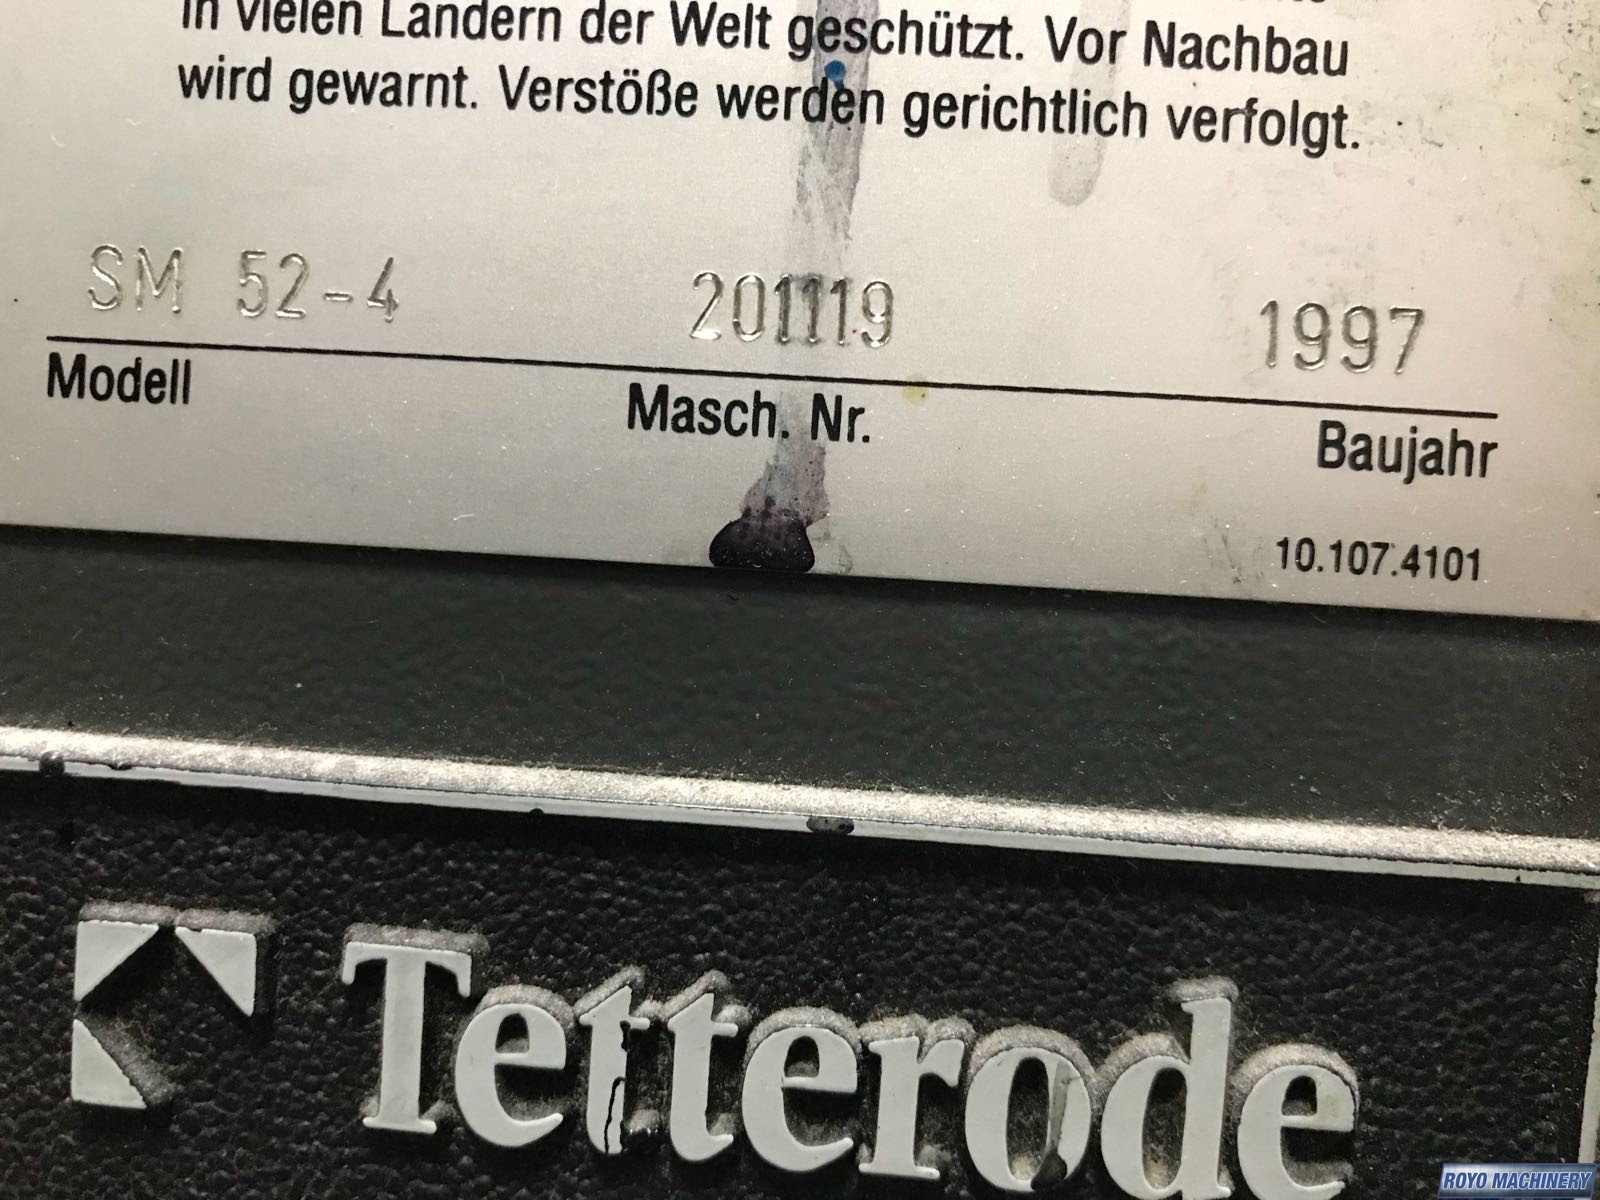 in vielen Ländern der Welt geschützt. Vor Nachbau
wird gewarnt. Verstöße werden gerichtlich verfolgt.
SM 52-4 201119 1997
Modell Masch. Nr. Baujahr
10.107.4101
Tetterode
ROYO MACHINERY